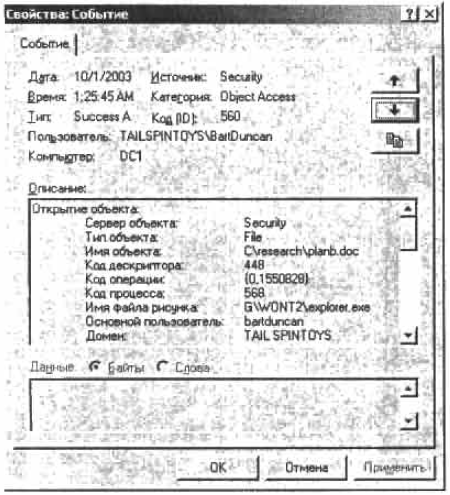 Свойства: Событие
Событие
Дата: 10/1/2003 Источник: Security
Время: 1:25:45 AM Категория: Object Access
Тип: Success A Код (ID): 560
Пользователь: TAILSPINTOYS\BartDuncan
Компьютер: DC1
Описание:
Открытие объекта:
Сервер объекта: Security
Тип объекта: File
Имя объекта: C:\research\planb.doc
Код дескриптора: 448
Код операции: {0,1550828}
Код процесса: 568
Имя файла рисунка: G:\WONT2\explorer.exe
Основной пользователь: bartduncan
Домен: TAIL SPINTOYS
Данные: Байты Слова
OK Отмена Применить